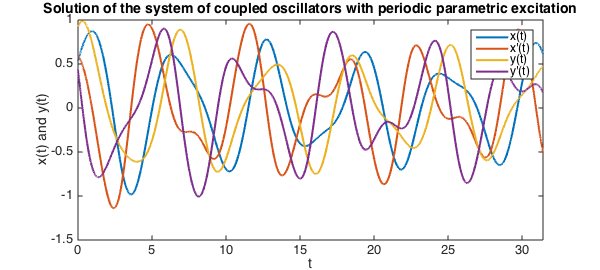 Solution of the system of coupled oscillators with periodic parametric excitation
1
0.5
0
-0.5
-1
-1.5
x(t) and y(t)
x(t)
x'(t)
y(t)
y'(t)
0 5 10 15 20 25 30
t